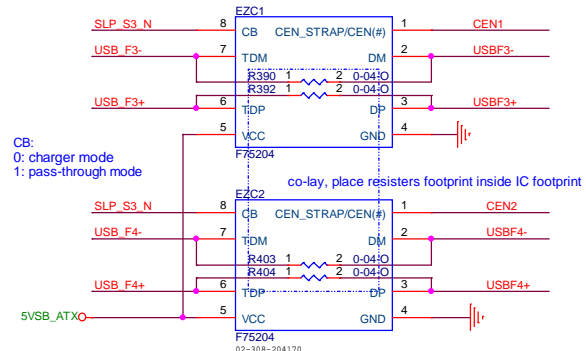 EZC1
SLP_S3_N 8 CB CEN_STRAP/CEN(#) 1 CEN1
USB_F3- 7 TDM DM 2 USBF3-
R390 1 2 0-04-O
R392 1 2 0-04-O
USB_F3+ 6 TDP DP 3 USBF3+
5 VCC GND 4
F75204
CB:
0: charger mode
1: pass-through mode
co-lay, place resisters footprint inside IC footprint
EZC2
SLP_S3_N 8 CB CEN_STRAP/CEN(#) 1 CEN2
USB_F4- 7 TDM DM 2 USBF4-
R403 1 2 0-04-O
R404 1 2 0-04-O
USB_F4+ 6 TDP DP 3 USBF4+
5VSB_ATX 5 VCC GND 4
F75204
02-308-204170